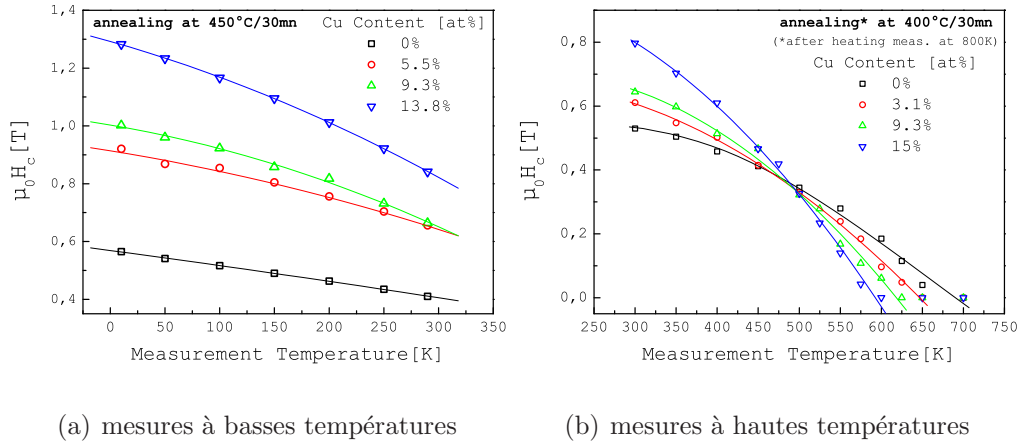 annealing at 450°C/30mn
Cu Content [at%]
0%
5.5%
9.3%
13.8%
1,4
1,2
1,0
0,8
0,6
0,4
μ0Hc[T]
0 50 100 150 200 250 300 350
Measurement Temperature[K]
(a) mesures à basses températures
annealing* at 400°C/30mn
(*after heating meas. at 800K)
Cu Content [at%]
0%
3.1%
9.3%
15%
0,8
0,6
0,4
0,2
0,0
μ0Hc[T]
250 300 350 400 450 500 550 600 650 700 750
Measurement Temperature[K]
(b) mesures à hautes températures